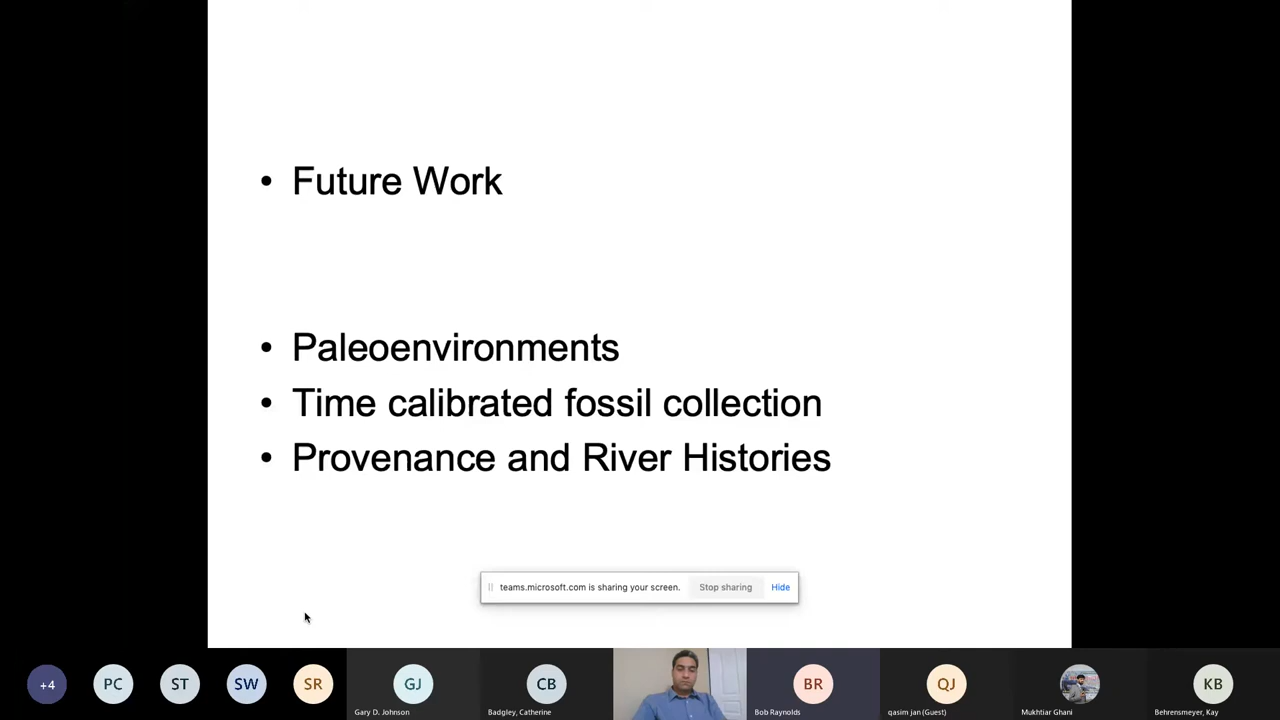 • Future Work
• Paleoenvironments
• Time calibrated fossil collection
• Provenance and River Histories
teams.microsoft.com is sharing your screen. Stop sharing Hide
+4 PC ST SW SR GJ CB BR QJ KB
Gary D. Johnson Badgley, Catherine Bob Raynolds qasim jan (Guest) Mukhtiar Ghani Behrensmeyer, Kay